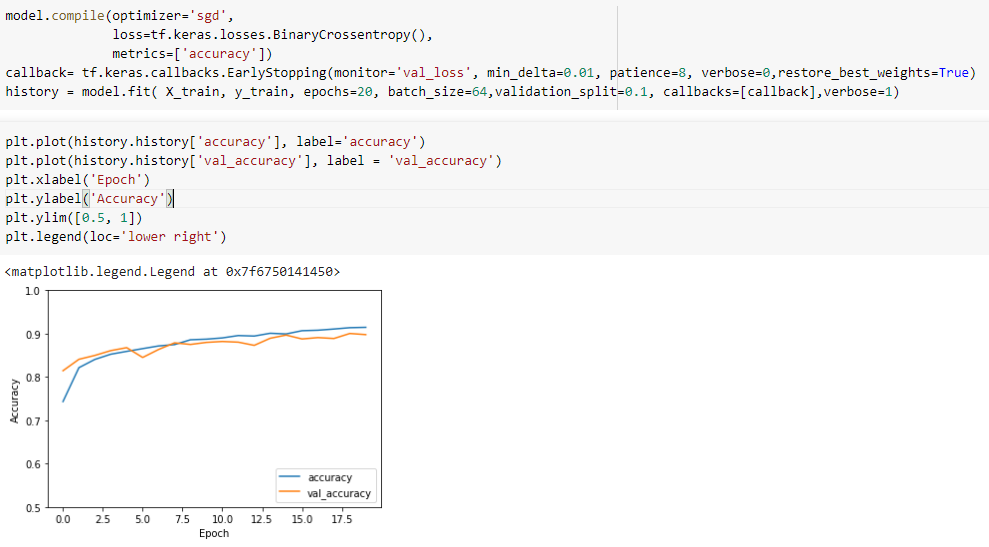 model.compile(optimizer='sgd',
              loss=tf.keras.losses.BinaryCrossentropy(),
              metrics=['accuracy'])
callback= tf.keras.callbacks.EarlyStopping(monitor='val_loss', min_delta=0.01, patience=8, verbose=0,restore_best_weights=True)
history = model.fit( X_train, y_train, epochs=20, batch_size=64,validation_split=0.1, callbacks=[callback],verbose=1)
plt.plot(history.history['accuracy'], label='accuracy')
plt.plot(history.history['val_accuracy'], label = 'val_accuracy')
plt.xlabel('Epoch')
plt.ylabel('Accuracy')
plt.ylim([0.5, 1])
plt.legend(loc='lower right')
<matplotlib.legend.Legend at 0x7f6750141450>
1.0
0.9
0.8
0.7
0.6
0.5
Accuracy
accuracy
val_accuracy
0.0 2.5 5.0 7.5 10.0 12.5 15.0 17.5
Epoch